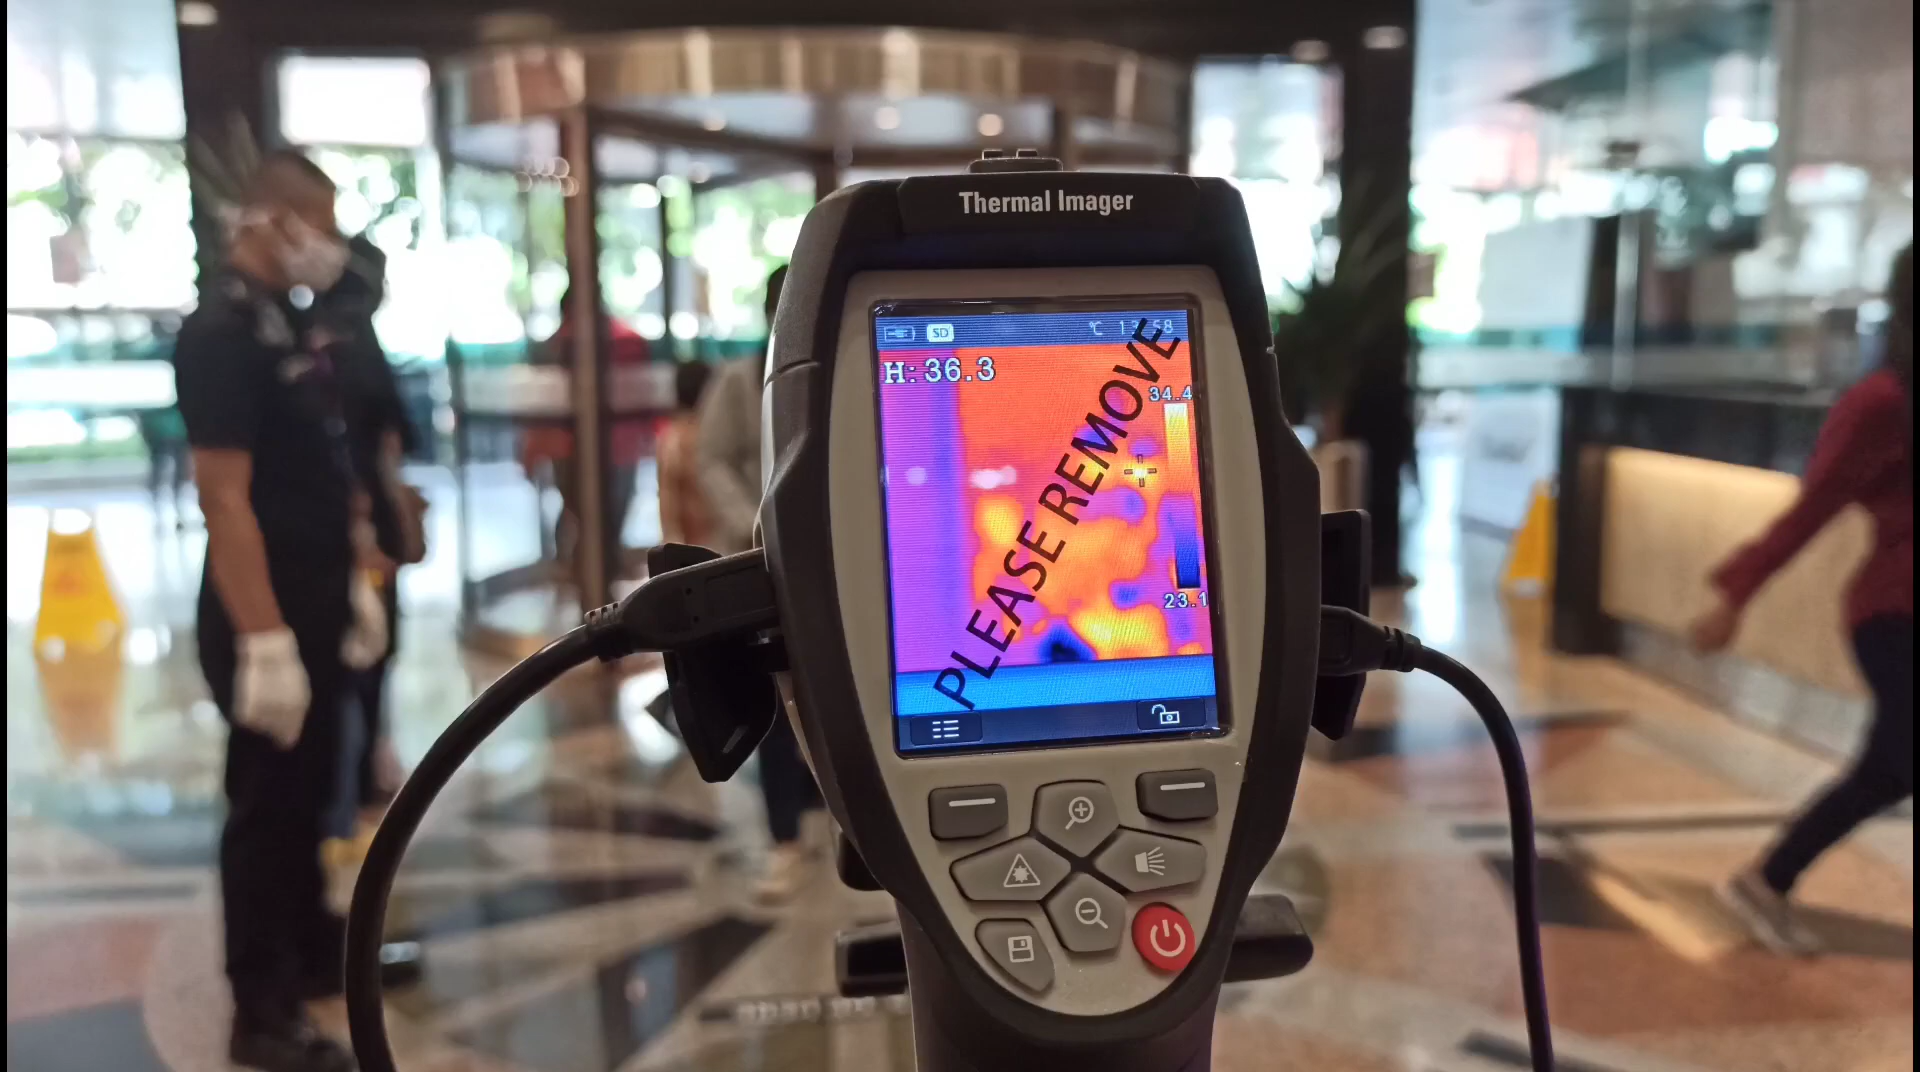 Thermal Imager
SD
°C
H: 36.3
34.4
PLEASE REMOVE
23.1